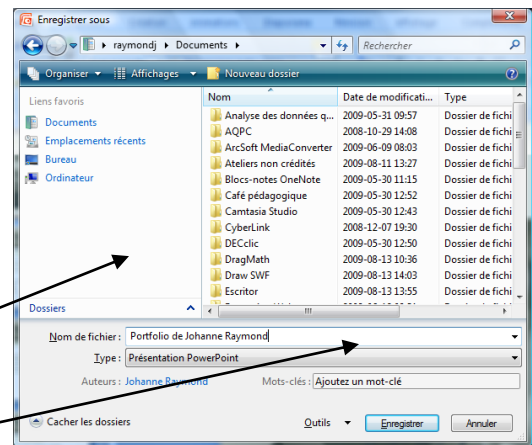 Enregistrer sous
raymondj ▸ Documents ▸ Rechercher
Organiser Affichages Nouveau dossier
Liens favoris
Documents
Emplacements récents
Bureau
Ordinateur
Dossiers
Nom Date de modificati... Type
Analyse des données q... 2009-05-31 09:57 Dossier de fichi
AQPC 2008-10-29 14:08 Dossier de fichi
ArcSoft MediaConverter 2009-06-09 08:03 Dossier de fichi
Ateliers non crédités 2009-08-11 13:27 Dossier de fichi
Blocs-notes OneNote 2009-05-30 11:15 Dossier de fichi
Café pédagogique 2009-05-30 12:52 Dossier de fichi
Camtasia Studio 2009-05-30 12:43 Dossier de fichi
CyberLink 2008-12-07 19:30 Dossier de fichi
DECclic 2009-05-30 12:50 Dossier de fichi
DragMath 2009-08-13 10:36 Dossier de fichi
Draw SWF 2009-08-13 14:03 Dossier de fichi
Escritor 2009-08-13 13:55 Dossier de fichi
Nom de fichier : Portfolio de Johanne Raymond
Type : Présentation PowerPoint
Auteurs : Johanne Raymond Mots-clés : Ajoutez un mot-clé
Cacher les dossiers Outils Enregistrer Annuler